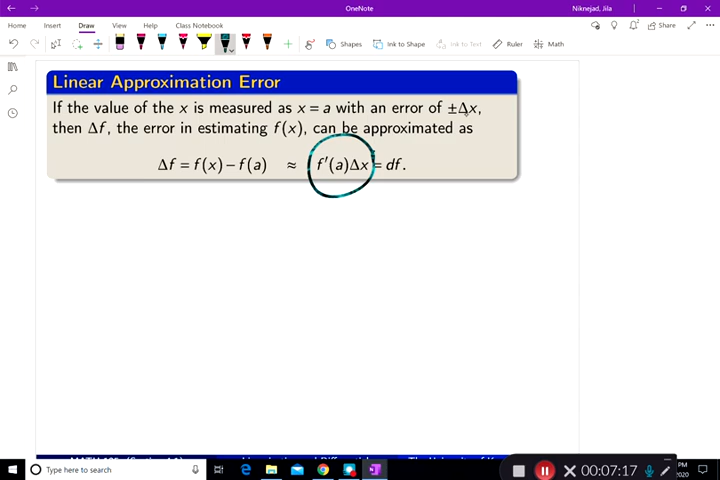 OneNote
Niknejad, Jila
Home Insert Draw View Help Class Notebook
Share
Shapes Ink to Shape Ink to Text Ruler Math
Linear Approximation Error
If the value of the x is measured as x = a with an error of ±Δx,
then Δf, the error in estimating f(x), can be approximated as
Δf = f(x) − f(a) ≈ f′(a)Δx = df.
Type here to search
00:07:17
PM
2020